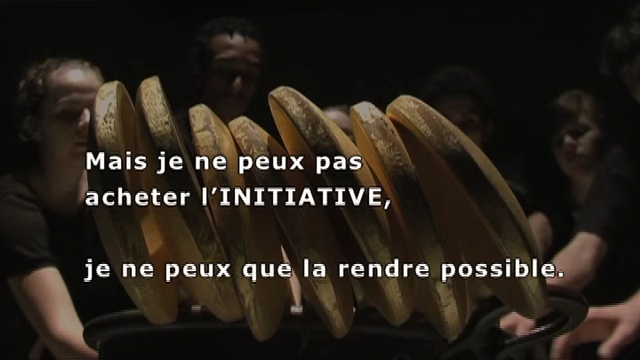 Mais je ne peux pas
acheter l’INITIATIVE,
je ne peux que la rendre possible.